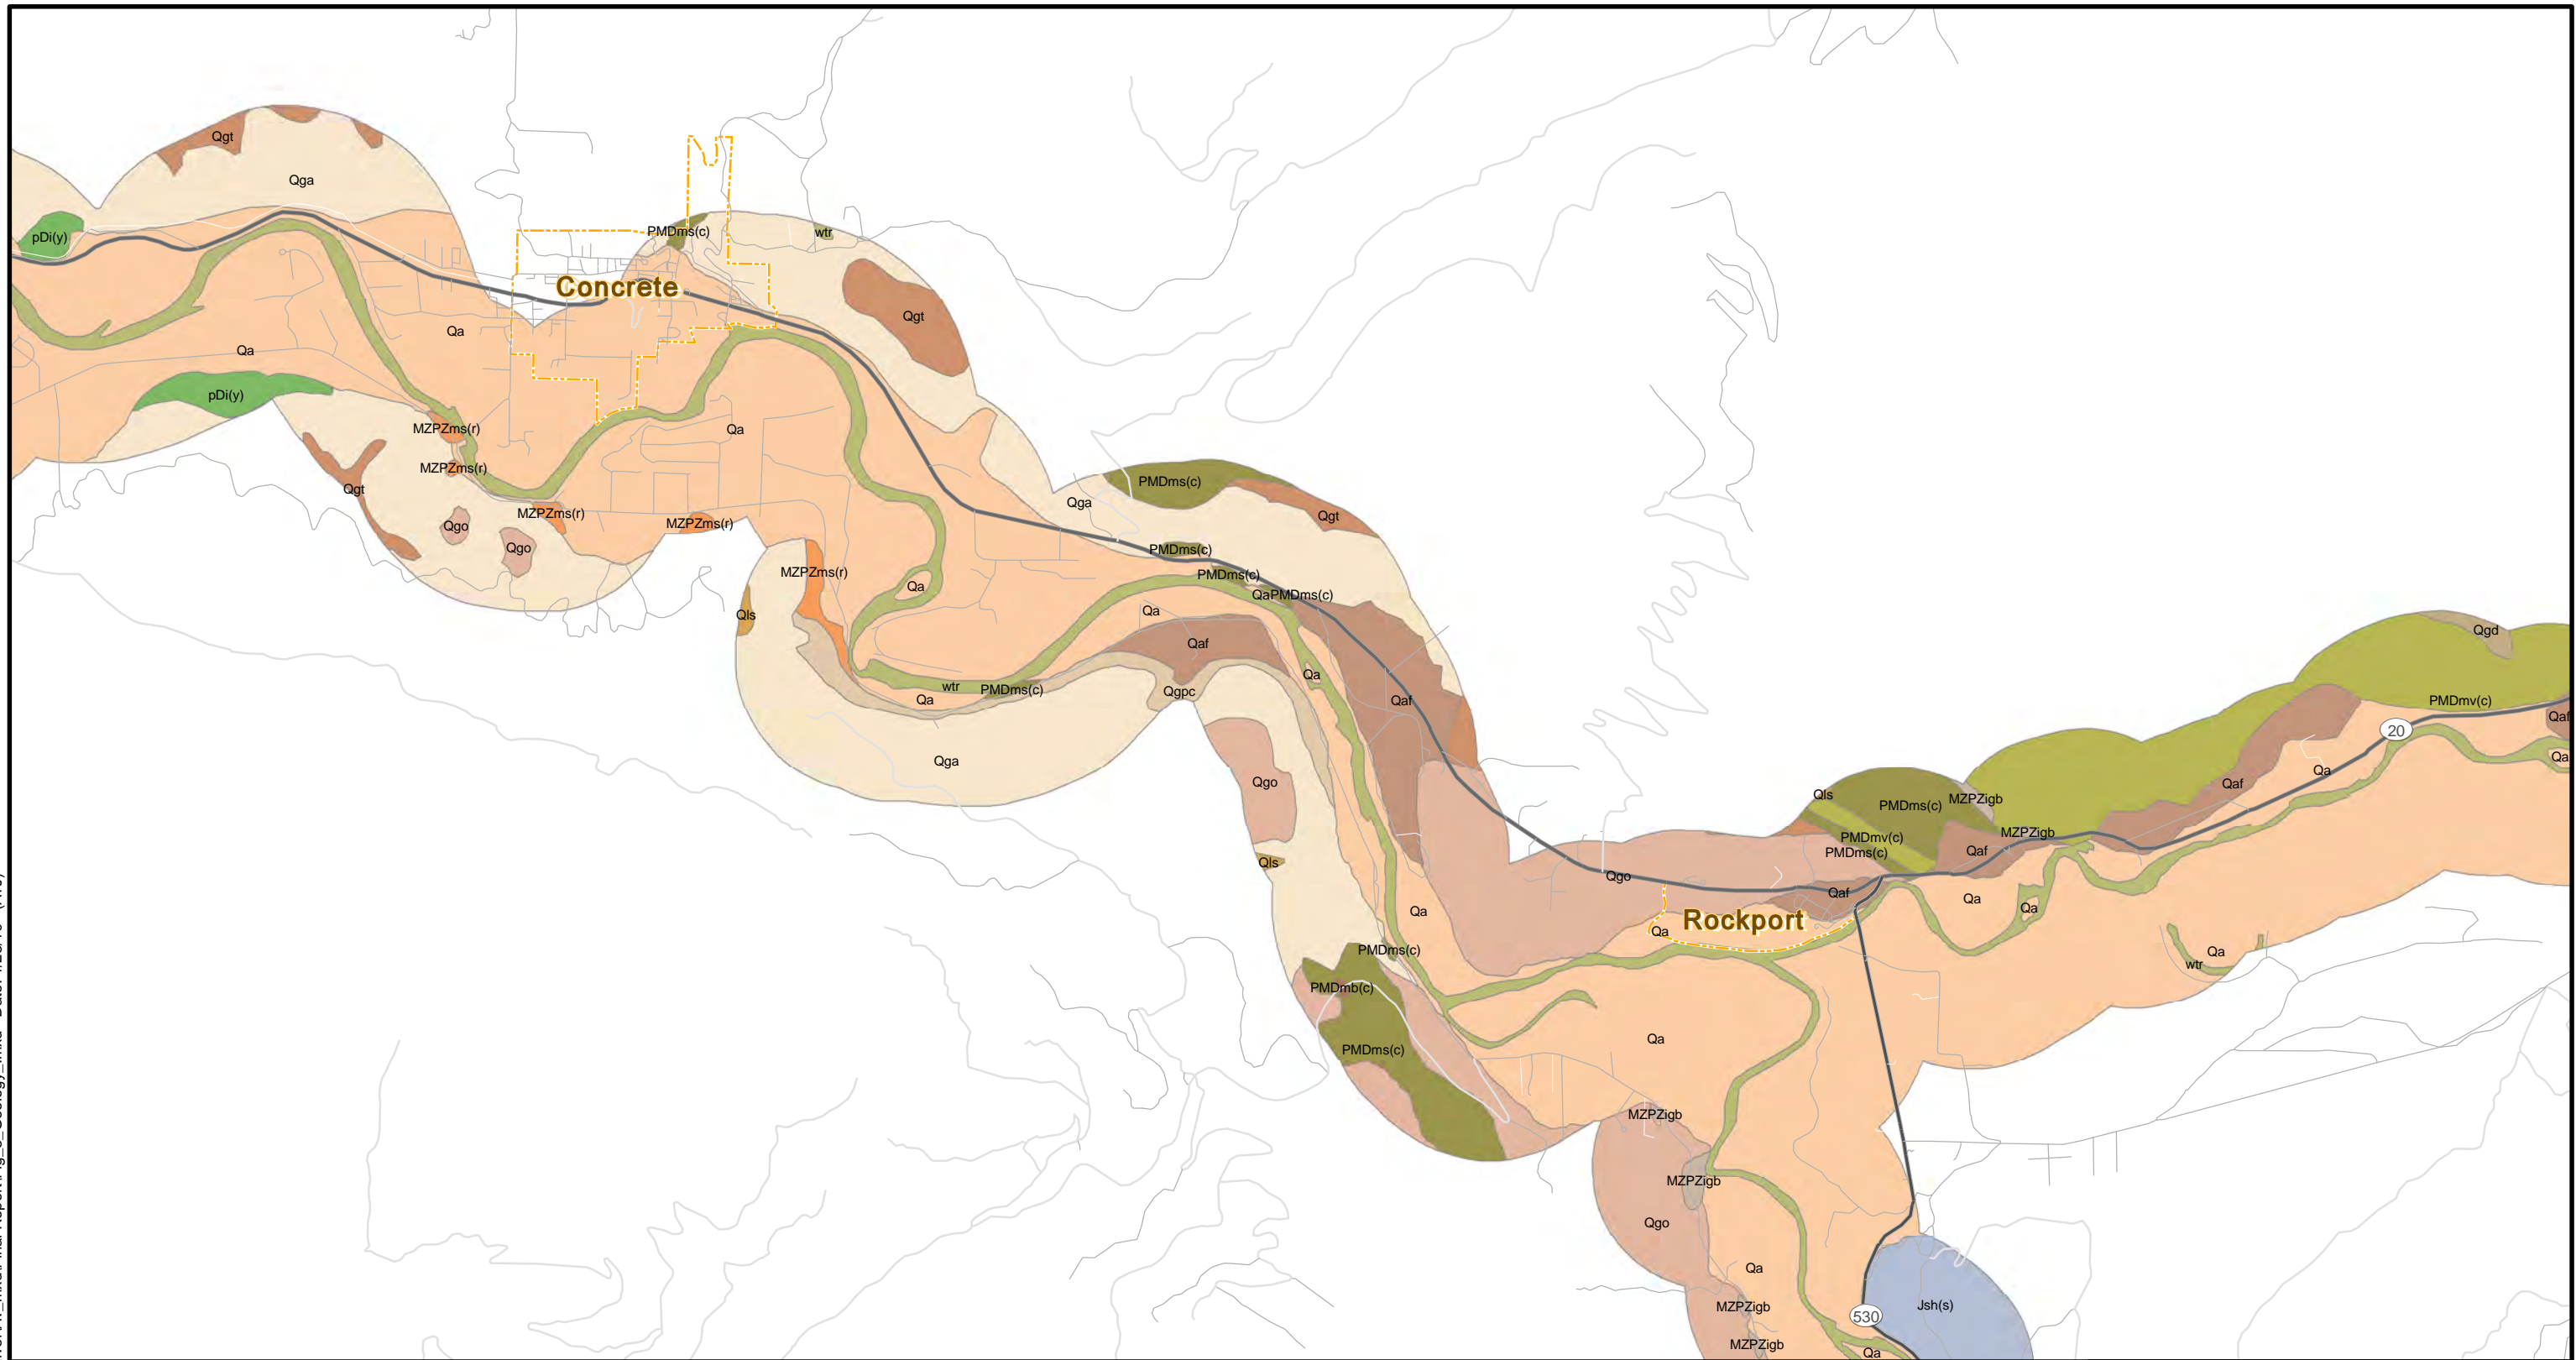 Qgt
Qga
pDi(y)
PMDms(c)
wtr
Concrete
Qgt
Qa
Qa
pDi(y)
MZPZms(r)
Qa
MZPZms(r)
Qgt
PMDms(c)
Qga
Qgt
Qgo
MZPZms(r)
MZPZms(r)
Qgo
PMDms(c)
MZPZms(r)
PMDms(c)
Qa
QaPMDms(c)
Qls
Qa
Qaf
Qgd
Qa
wtr
PMDms(c)
Qgpc
Qa
Qaf
PMDmv(c)
Qaf
20
Qa
Qga
Qgo
Qa
Qaf
Qls
PMDms(c)
MZPZigb
PMDmv(c)
MZPZigb
PMDms(c)
Qaf
Qls
Qgo
Qaf
Qa
Qa
Qa
Rockport
Qa
PMDms(c)
Qa
wtr
PMDmb(c)
Qa
PMDms(c)
MZPZigb
MZPZigb
Qgo
Qa
MZPZigb
Jsh(s)
530
MZPZigb
Qa